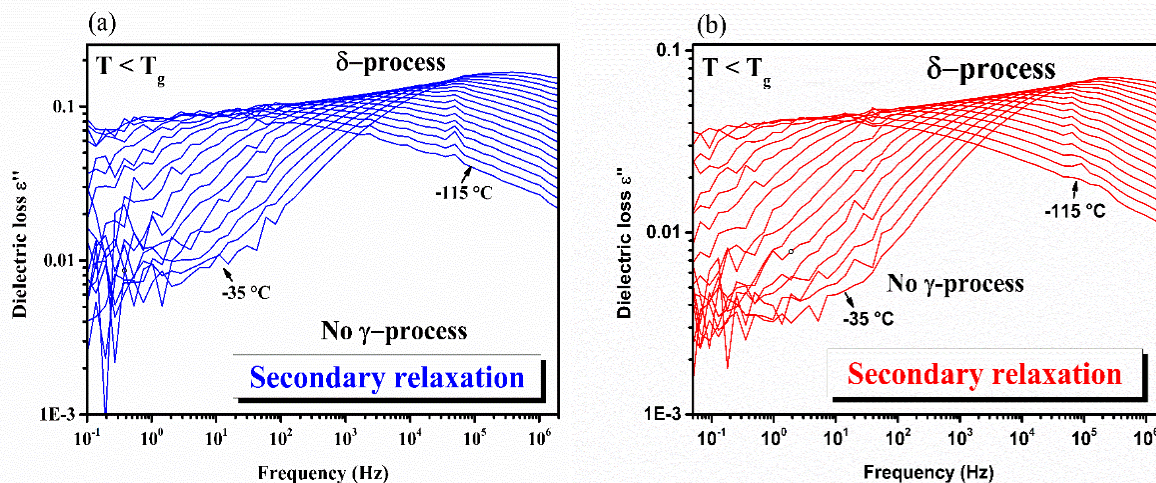 (a)
T < Tg
δ−process
0.1
0.01
1E-3
Dielectric loss ε"
-115 °C
-35 °C
No γ−process
Secondary relaxation
10⁻¹ 10⁰ 10¹ 10² 10³ 10⁴ 10⁵ 10⁶
Frequency (Hz)
(b)
T < Tg
δ−process
0.1
0.01
1E-3
Dielectric loss ε"
-115 °C
No γ-process
-35 °C
Secondary relaxation
10⁻¹ 10⁰ 10¹ 10² 10³ 10⁴ 10⁵ 10⁶
Frequency (Hz)